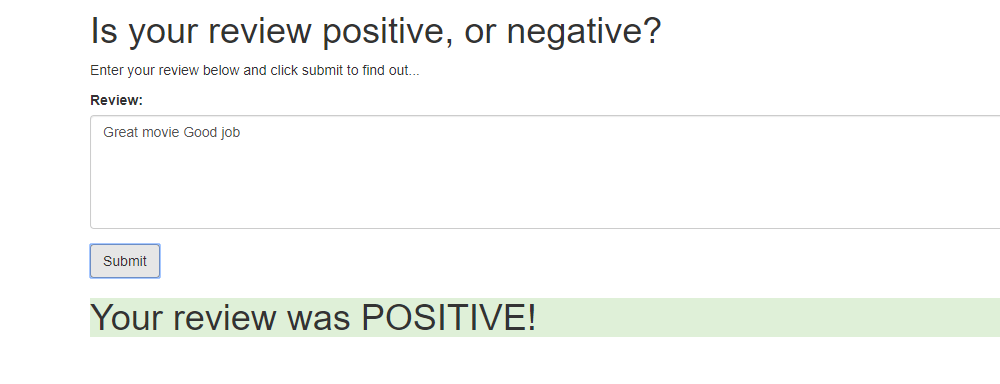 Is your review positive, or negative?
Enter your review below and click submit to find out...
Review:
Great movie Good job
Submit
Your review was POSITIVE!